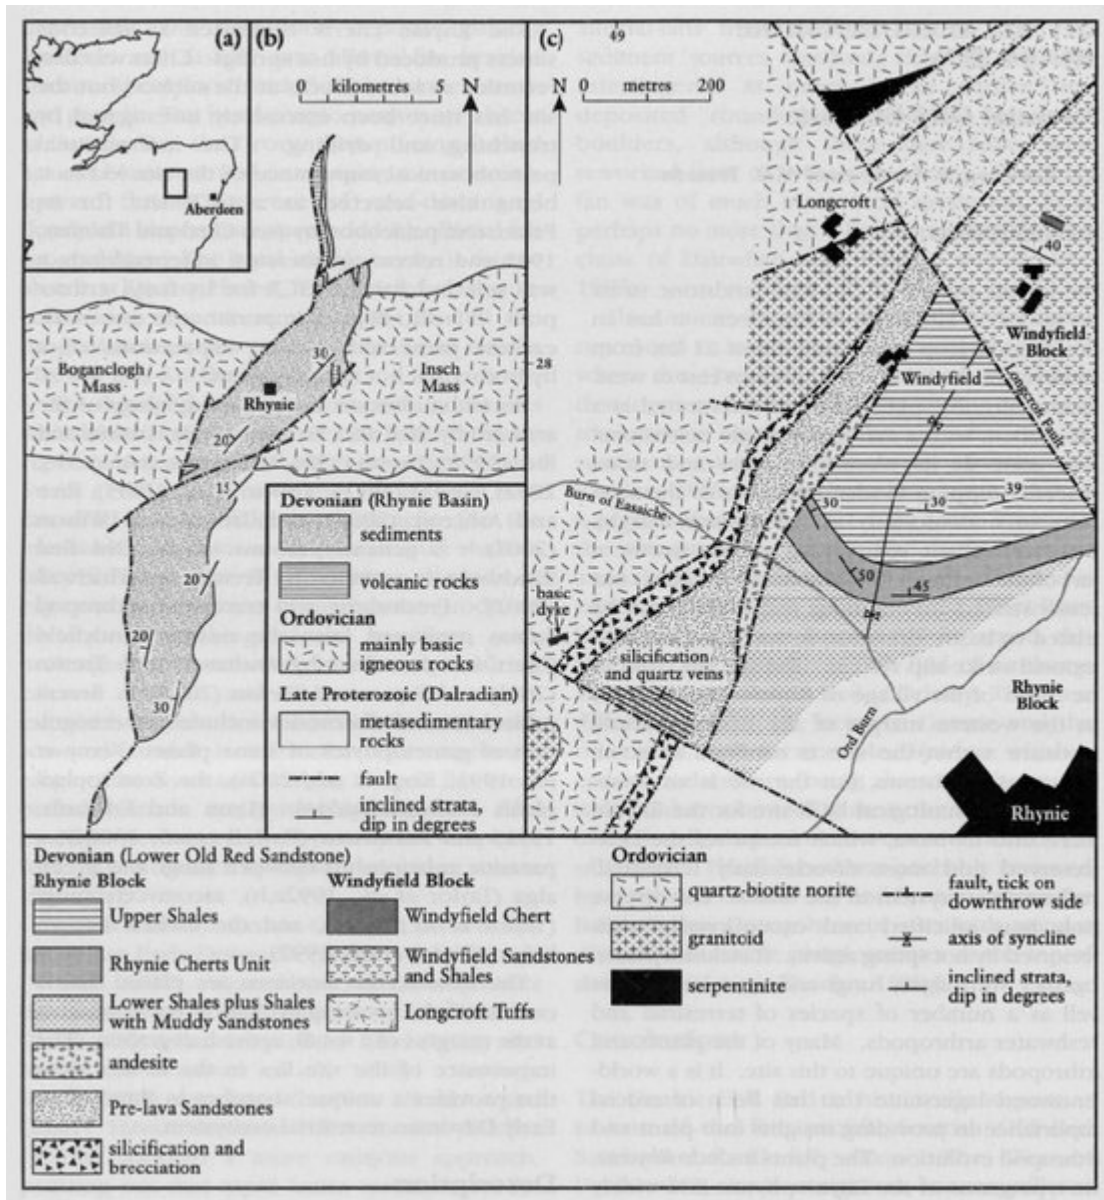 (a)
Aberdeen
(b)
0 kilometres 5
N
30
Boganclogh
Mass
Insch
Mass
Rhynie
20
15
20
20
30
Devonian (Rhynie Basin)
sediments
volcanic rocks
Ordovician
mainly basic
igneous rocks
Late Proterozoic (Dalradian)
metasedimentary
rocks
fault
inclined strata,
dip in degrees
(c)
49
N
0 metres 200
Longcroft
40
Windyfield
Block
28
Windyfield
Longcroft Fault
Burn of Easaiche
30
30
39
50
45
basic
dyke
silicification
and quartz veins
Rhynie
Block
Ord Burn
Rhynie
Devonian (Lower Old Red Sandstone)
Rhynie Block
Upper Shales
Rhynie Cherts Unit
Lower Shales plus Shales
with Muddy Sandstones
andesite
Pre-lava Sandstones
silicification and
brecciation
Windyfield Block
Windyfield Chert
Windyfield Sandstones
and Shales
Longcroft Tuffs
Ordovician
quartz-biotite norite
granitoid
serpentinite
fault, tick on
downthrow side
axis of syncline
inclined strata,
dip in degrees